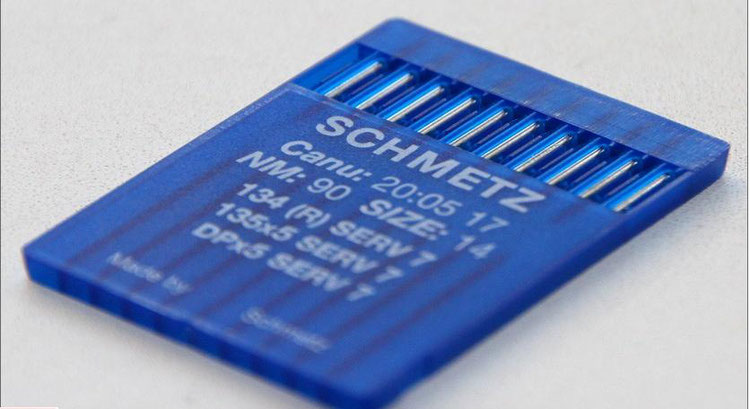 SCHMETZ
Canu: 20:05 17
NM: 90 SIZE: 14
134 (R) SERV 7
135x5 SERV 7
DPx5 SERV 7
Made by Schmetz